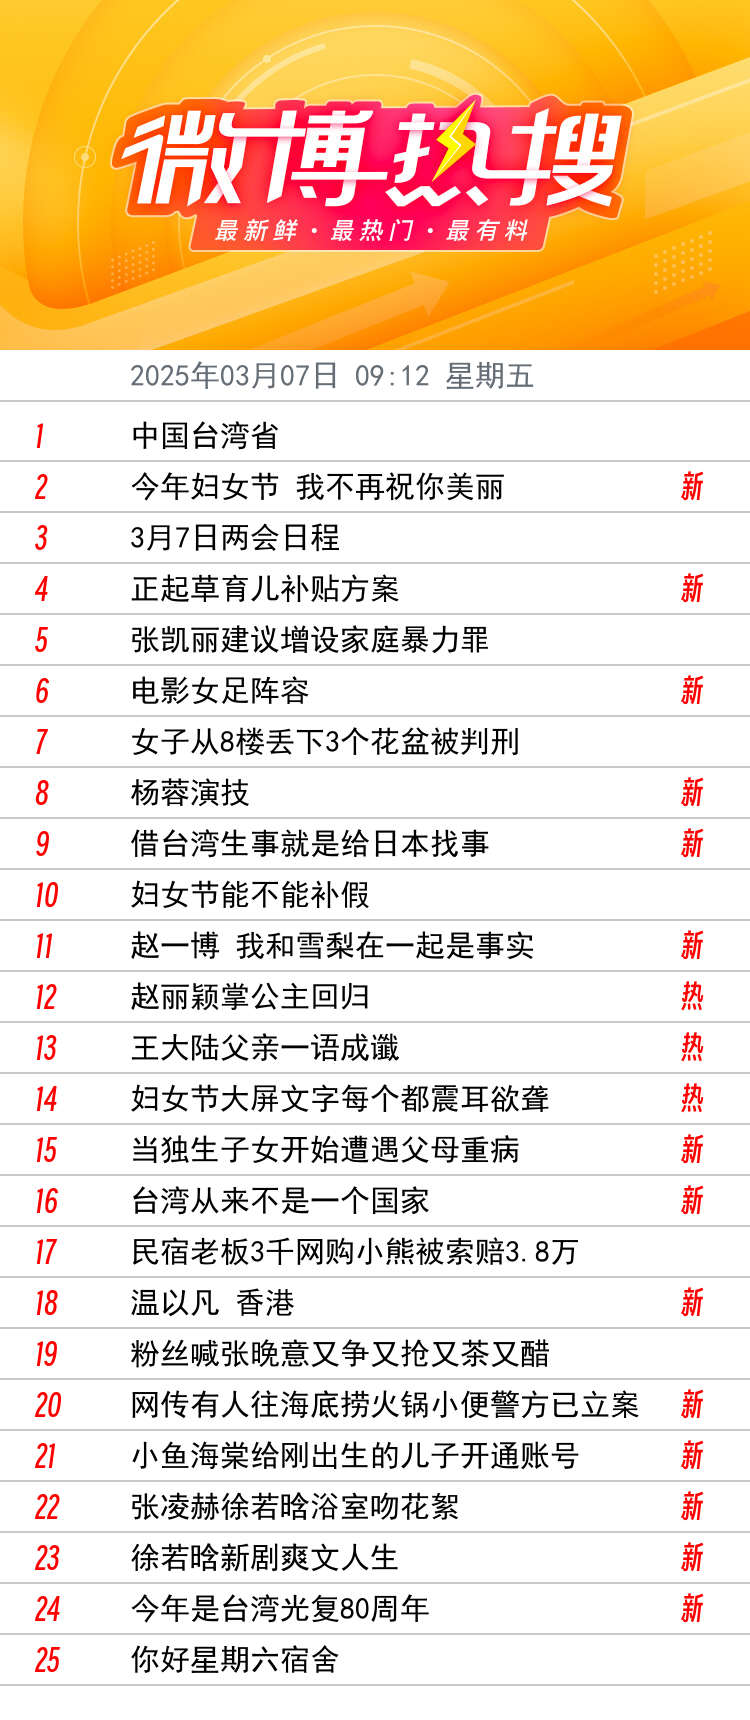 微博热搜
最新鲜·最热门·最有料
2025年03月07日 09:12 星期五
1 中国台湾省
2 今年妇女节 我不再祝你美丽 新
3 3月7日两会日程
4 正起草育儿补贴方案 新
5 张凯丽建议增设家庭暴力罪
6 电影女足阵容 新
7 女子从8楼丢下3个花盆被判刑
8 杨蓉演技 新
9 借台湾生事就是给日本找事 新
10 妇女节能不能补假
11 赵一博 我和雪梨在一起是事实 新
12 赵丽颖掌公主回归 热
13 王大陆父亲一语成谶 热
14 妇女节大屏文字每个都震耳欲聋 热
15 当独生子女开始遭遇父母重病 新
16 台湾从来不是一个国家 新
17 民宿老板3千网购小熊被索赔3.8万
18 温以凡 香港 新
19 粉丝喊张晚意又争又抢又茶又醋
20 网传有人往海底捞火锅小便警方已立案 新
21 小鱼海棠给刚出生的儿子开通账号 新
22 张凌赫徐若晗浴室吻花絮 新
23 徐若晗新剧爽文人生 新
24 今年是台湾光复80周年 新
25 你好星期六宿舍